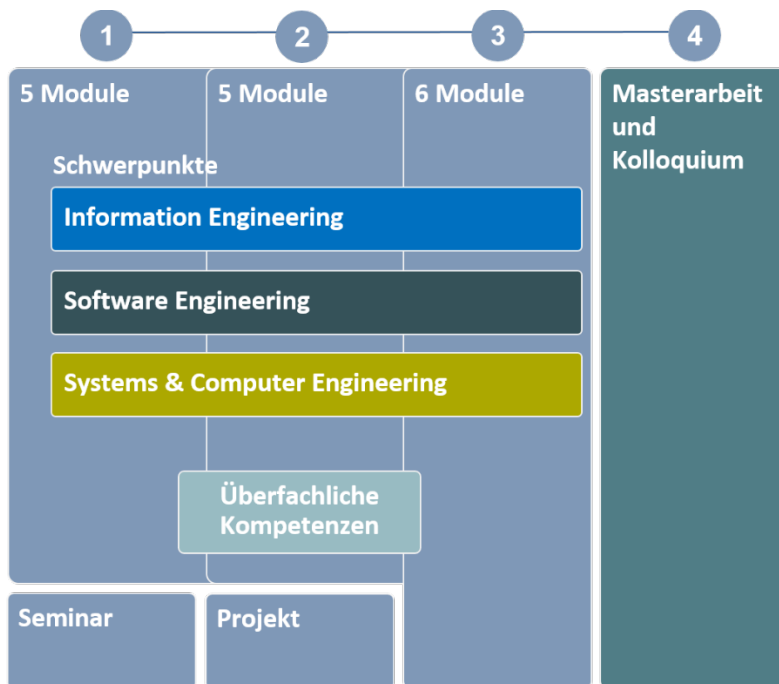 1
2
3
4
5 Module
5 Module
6 Module
Masterarbeit
und
Kolloquium
Schwerpunkte
Information Engineering
Software Engineering
Systems & Computer Engineering
Überfachliche
Kompetenzen
Seminar
Projekt